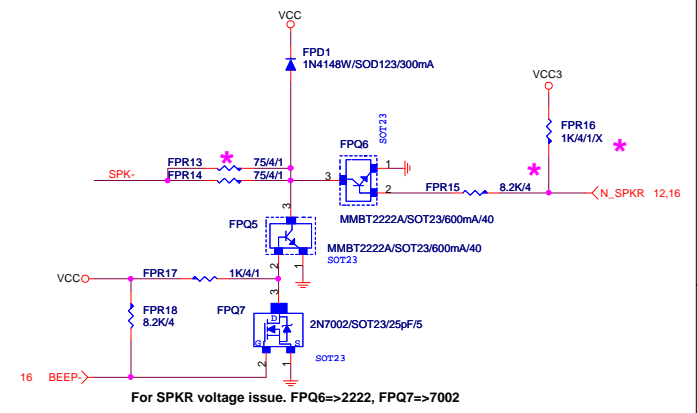 VCC
FPD1
1N4148W/SOD123/300mA
VCC3
FPR16
1K/4/1/X
*
SOT23
FPQ6
*
FPR13
75/4/1
*
SPK-
FPR14
75/4/1
3
1
2
FPR15
8.2K/4
N_SPKR 12,16
MMBT2222A/SOT23/600mA/40
3
FPQ5
MMBT2222A/SOT23/600mA/40
SOT23
2
1
VCC
FPR17
1K/4/1
3
FPR18
8.2K/4
FPQ7
D
G
S
2N7002/SOT23/25pF/5
SOT23
2
1
16 BEEP-
For SPKR voltage issue. FPQ6=>2222, FPQ7=>7002